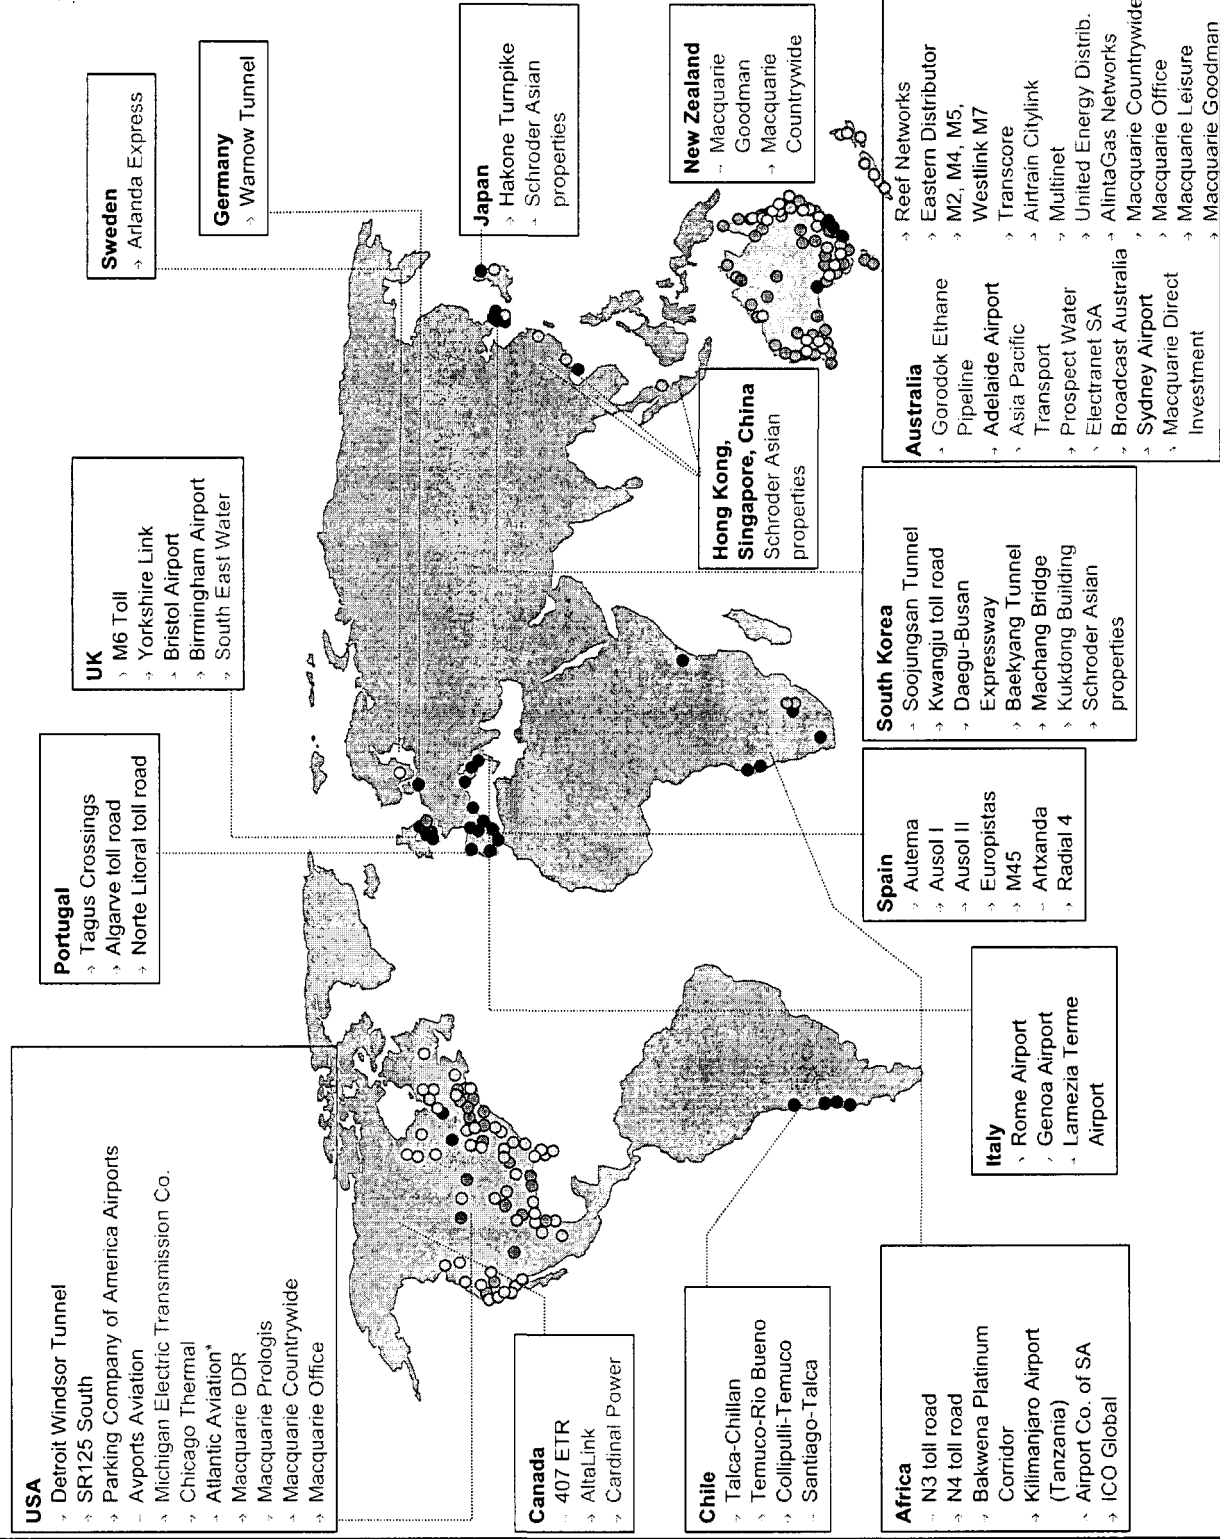 USA
→ Detroit Windsor Tunnel
→ SR125 South
→ Parking Company of America Airports
→ Avports Aviation
→ Michigan Electric Transmission Co.
→ Chicago Thermal
→ Atlantic Aviation*
→ Macquarie DDR
→ Macquarie Prologis
→ Macquarie Countrywide
→ Macquarie Office
Portugal
→ Tagus Crossings
→ Algarve toll road
→ Norte Litoral toll road
UK
→ M6 Toll
→ Yorkshire Link
→ Bristol Airport
→ Birmingham Airport
→ South East Water
Sweden
→ Arlanda Express
Germany
→ Warnow Tunnel
Japan
→ Hakone Turnpike
→ Schroder Asian
properties
New Zealand
→ Macquarie
Goodman
→ Macquarie
Countrywide
Canada
→ 407 ETR
→ AltaLink
→ Cardinal Power
Chile
→ Talca-Chillan
→ Temuco-Rio Bueno
→ Collipulli-Temuco
→ Santiago-Talca
Africa
→ N3 toll road
→ N4 toll road
→ Bakwena Platinum
Corridor
→ Kilimanjaro Airport
(Tanzania)
→ Airport Co. of SA
→ ICO Global
Italy
→ Rome Airport
→ Genoa Airport
→ Lamezia Terme
Airport
Spain
→ Autema
→ Ausol I
→ Ausol II
→ Europistas
→ M45
→ Artxanda
→ Radial 4
South Korea
→ Soojungsan Tunnel
→ Kwangju toll road
→ Daegu-Busan
Expressway
→ Baekyang Tunnel
→ Machang Bridge
→ Kukdong Building
→ Schroder Asian
properties
Hong Kong,
Singapore, China
Schroder Asian
properties
Australia
→ Gorodok Ethane
Pipeline
→ Adelaide Airport
→ Asia Pacific
Transport
→ Prospect Water
→ Electranet SA
→ Broadcast Australia
→ Sydney Airport
→ Macquarie Direct
Investment
→ Reef Networks
→ Eastern Distributor
→ M2, M4, M5,
Westlink M7
→ Transcore
→ Airtrain Citylink
→ Multinet
→ United Energy Distrib.
→ AlintaGas Networks
→ Macquarie Countrywide
→ Macquarie Office
→ Macquarie Leisure
→ Macquarie Goodman